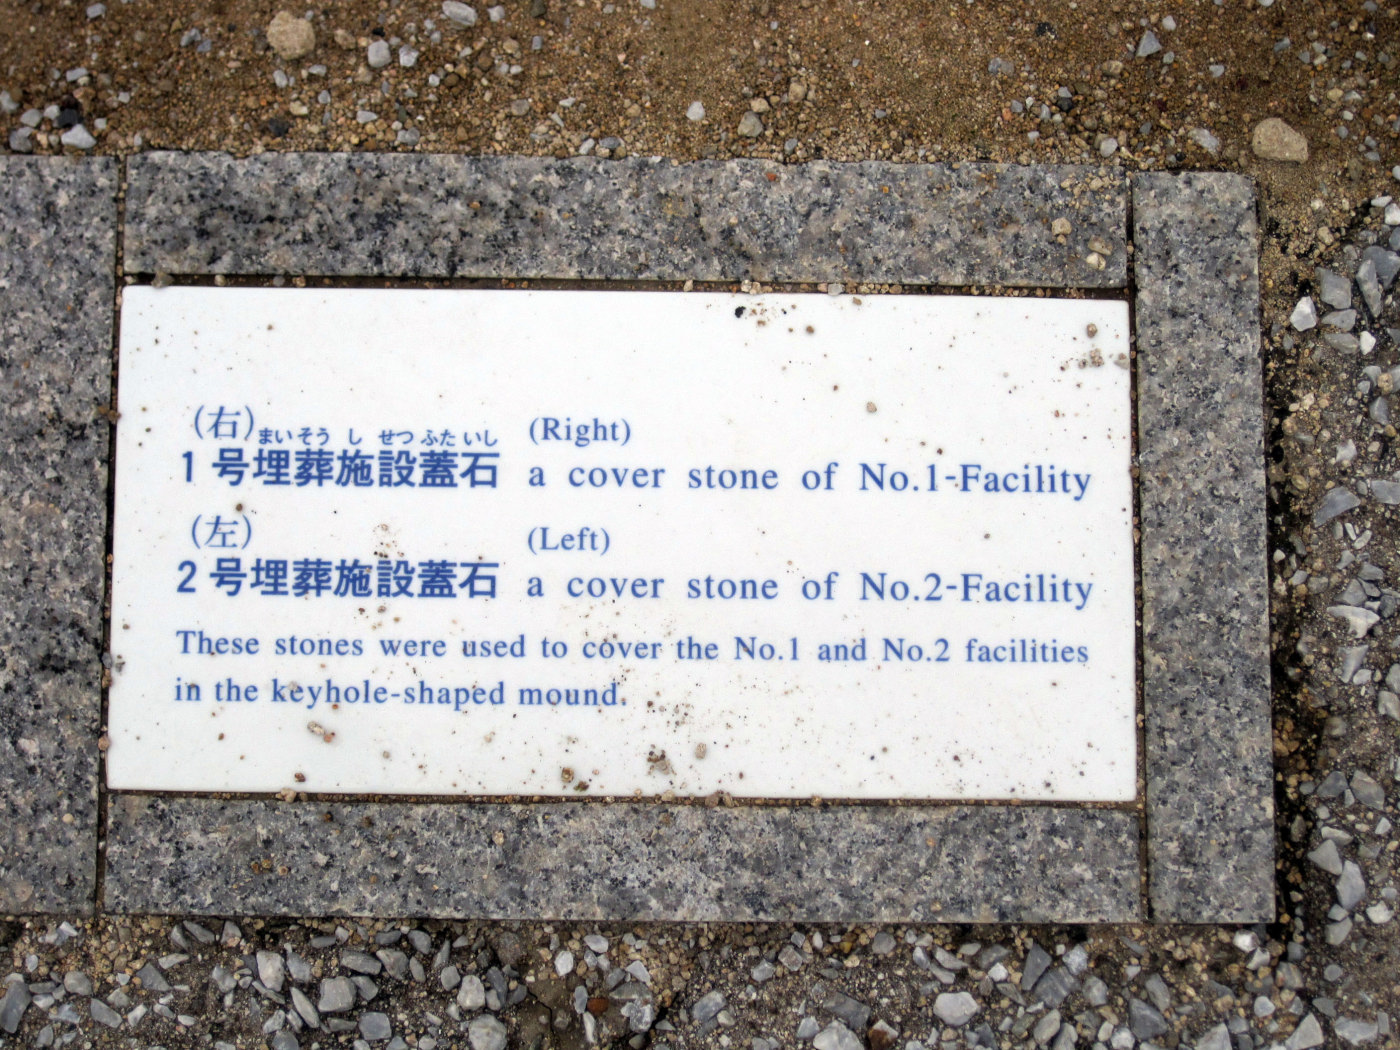 (右) (Right)
まいそう し せつ ふた いし
1号埋葬施設蓋石 a cover stone of No.1-Facility
(左) (Left)
2号埋葬施設蓋石 a cover stone of No.2-Facility
These stones were used to cover the No.1 and No.2 facilities
in the keyhole-shaped mound.